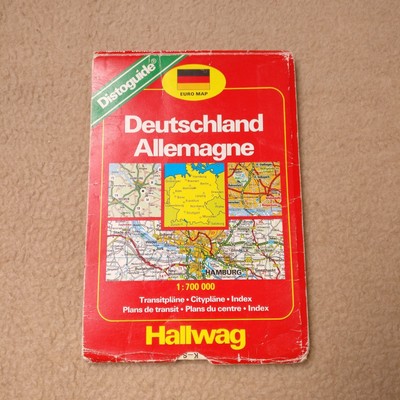 Distoguide®
EURO MAP
Deutschland
Allemagne
HAMBURG
1:700 000
Transitpläne • Citypläne • Index
Plans de transit • Plans du centre • Index
Hallwag